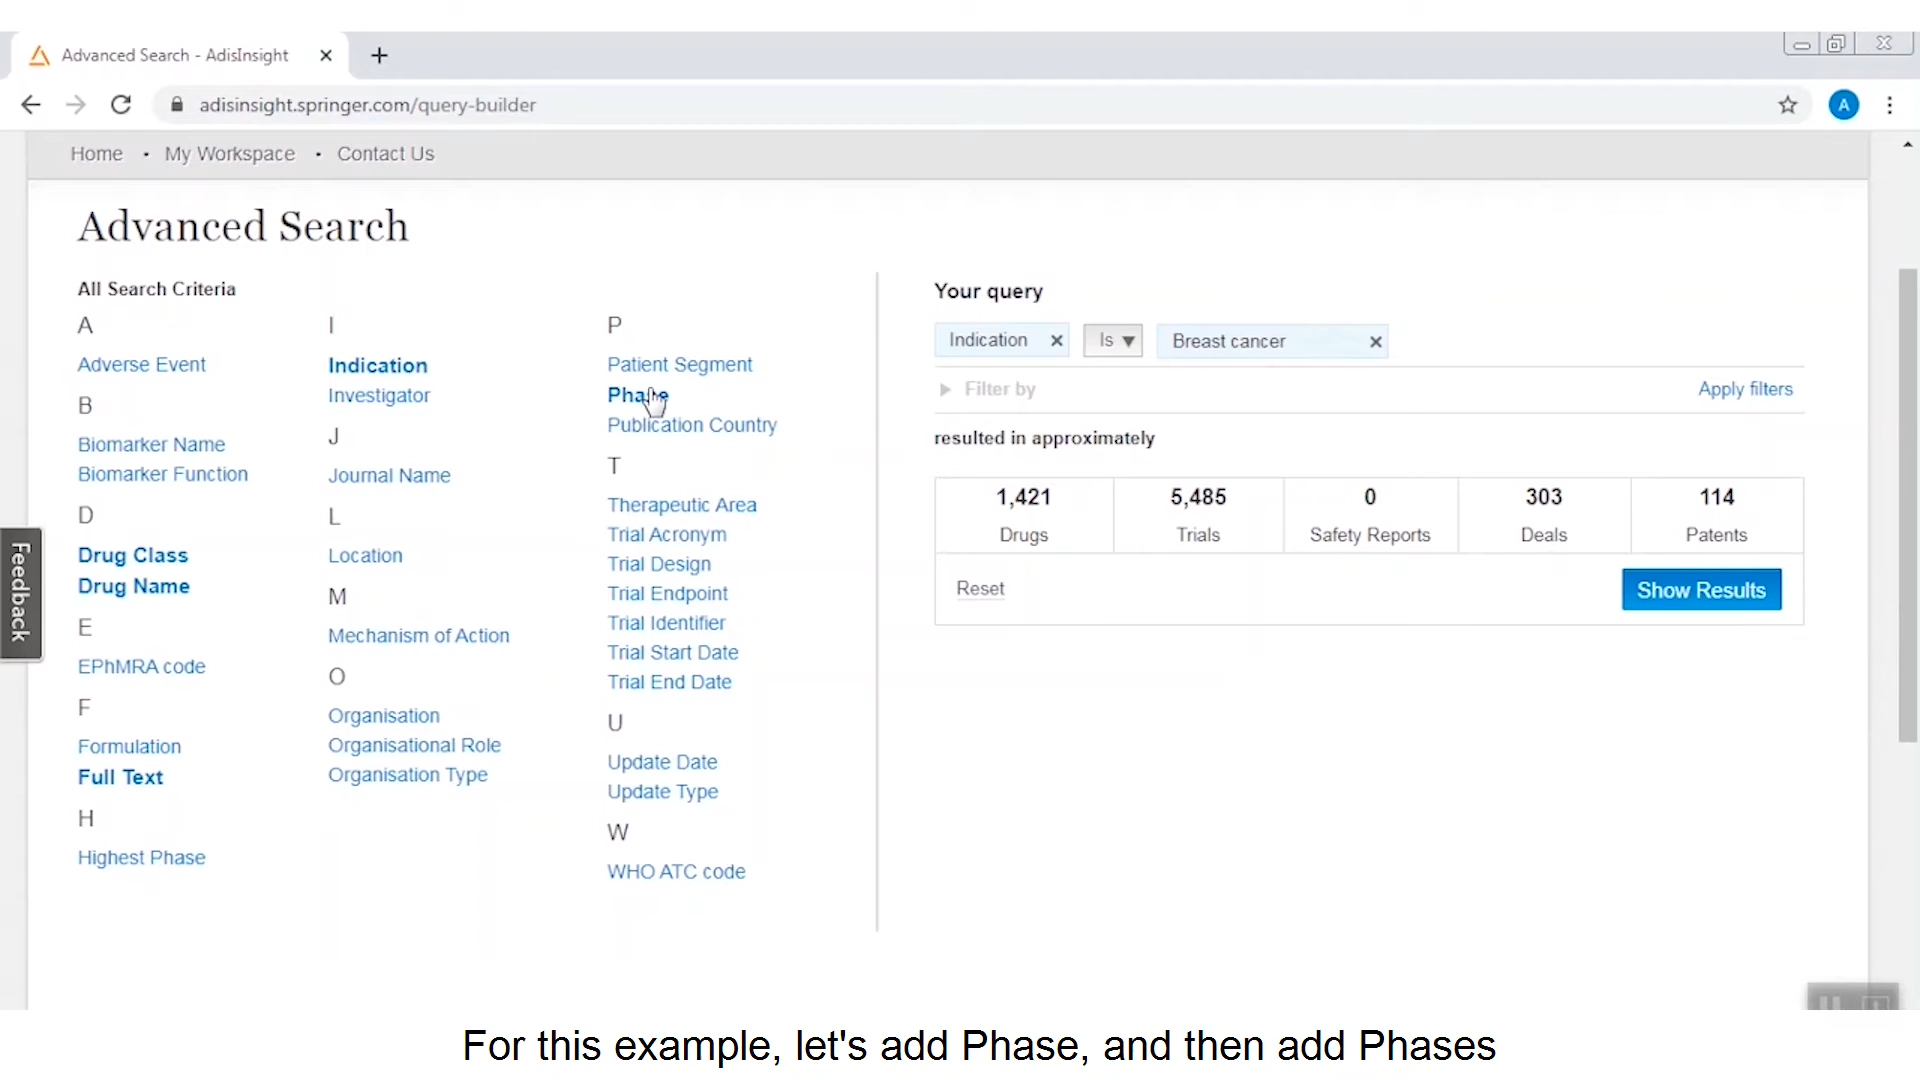 Advanced Search - AdisInsight
adisinsight.springer.com/query-builder
A
Home · My Workspace · Contact Us
Advanced Search
All Search Criteria
A
Adverse Event
B
Biomarker Name
Biomarker Function
D
Drug Class
Drug Name
E
EPhMRA code
F
Formulation
Full Text
H
Highest Phase
I
Indication
Investigator
J
Journal Name
L
Location
M
Mechanism of Action
O
Organisation
Organisational Role
Organisation Type
P
Patient Segment
Phase
Publication Country
T
Therapeutic Area
Trial Acronym
Trial Design
Trial Endpoint
Trial Identifier
Trial Start Date
Trial End Date
U
Update Date
Update Type
W
WHO ATC code
Your query
Indication × Is ▼ Breast cancer ×
Filter by Apply filters
resulted in approximately
1,421 5,485 0 303 114
Drugs Trials Safety Reports Deals Patents
Reset Show Results
Feedback
For this example, let's add Phase, and then add Phases